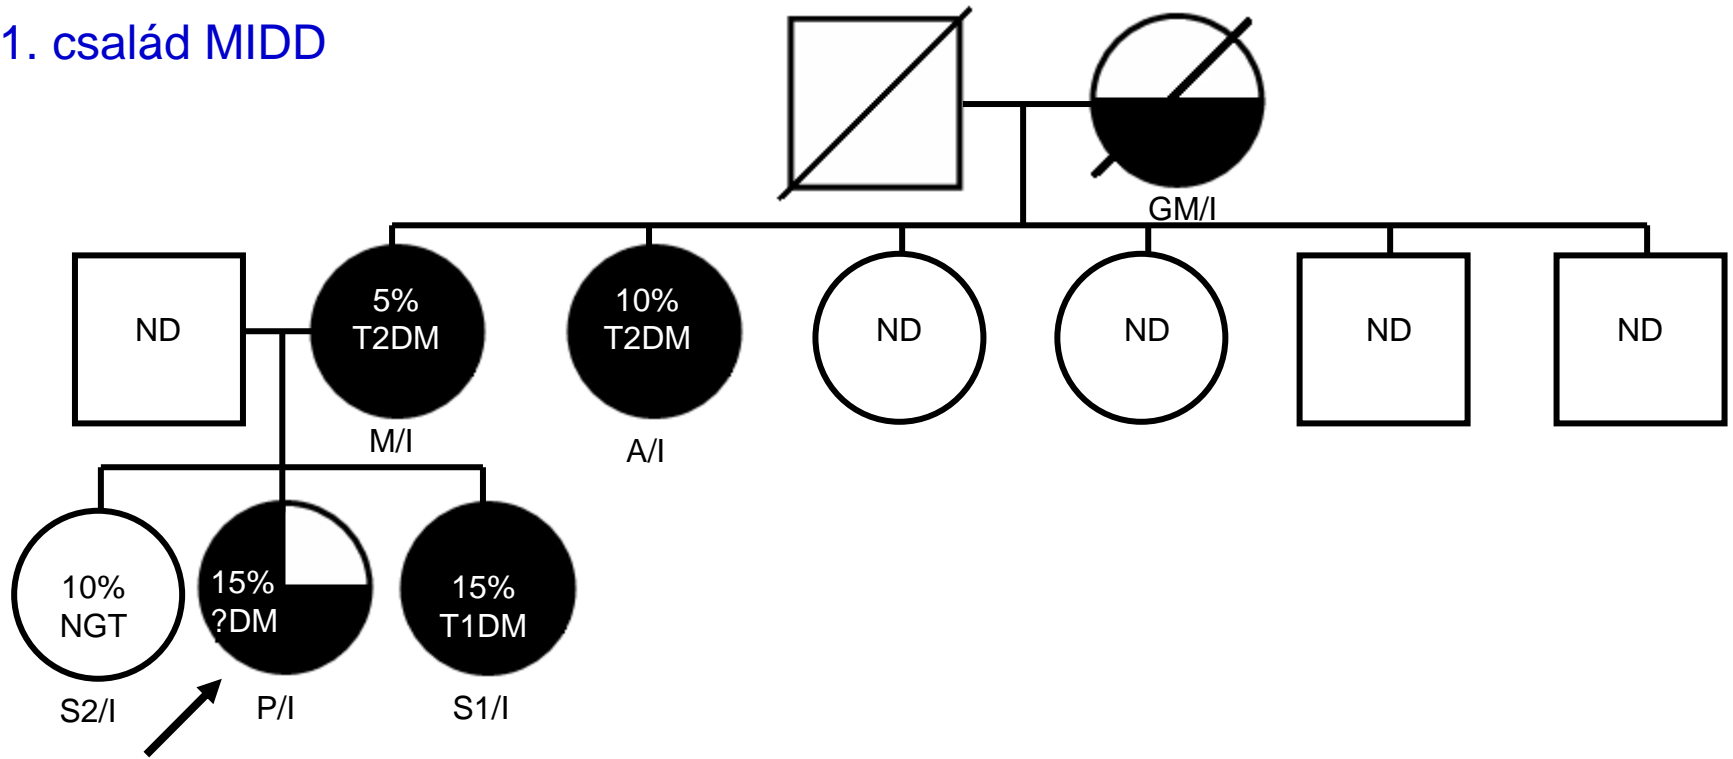 1. család MIDD
GM/I
ND
5%
T2DM
M/I
10%
T2DM
A/I
ND
ND
ND
ND
10%
NGT
S2/I
15%
?DM
P/I
15%
T1DM
S1/I